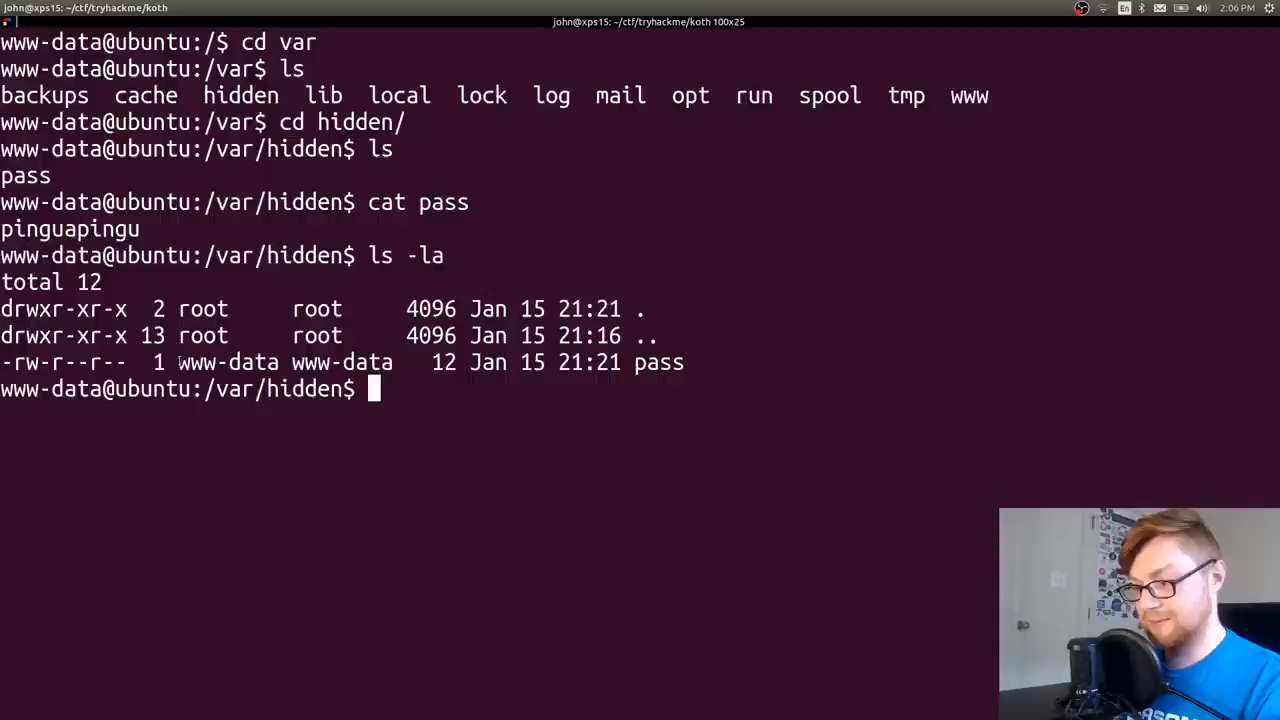 john@xps15: ~/ctf/tryhackme/koth
En
2:06 PM
john@xps15: ~/ctf/tryhackme/koth 100x25
www-data@ubuntu:/$ cd var
www-data@ubuntu:/var$ ls
backups cache hidden lib local lock log mail opt run spool tmp www
www-data@ubuntu:/var$ cd hidden/
www-data@ubuntu:/var/hidden$ ls
pass
www-data@ubuntu:/var/hidden$ cat pass
pinguapingu
www-data@ubuntu:/var/hidden$ ls -la
total 12
drwxr-xr-x 2 root root 4096 Jan 15 21:21 .
drwxr-xr-x 13 root root 4096 Jan 15 21:16 ..
-rw-r--r-- 1 www-data www-data 12 Jan 15 21:21 pass
www-data@ubuntu:/var/hidden$